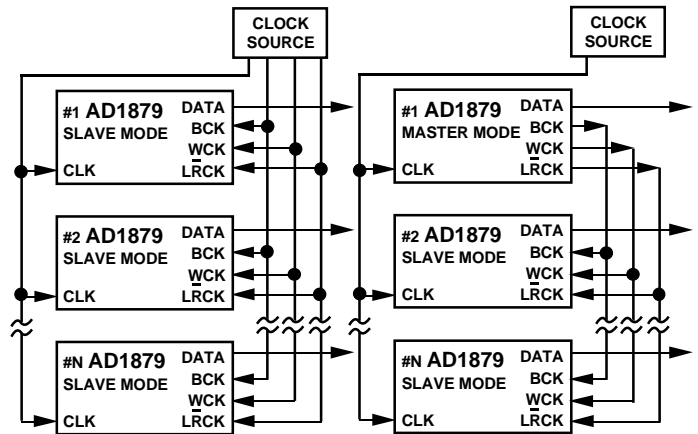 CLOCK
SOURCE
#1 AD1879
SLAVE MODE
CLK
DATA
BCK
WCK
LRCK
#2 AD1879
SLAVE MODE
CLK
DATA
BCK
WCK
LRCK
#N AD1879
SLAVE MODE
CLK
DATA
BCK
WCK
LRCK
CLOCK
SOURCE
#1 AD1879
MASTER MODE
CLK
DATA
BCK
WCK
LRCK
#2 AD1879
SLAVE MODE
CLK
DATA
BCK
WCK
LRCK
#N AD1879
SLAVE MODE
CLK
DATA
BCK
WCK
LRCK